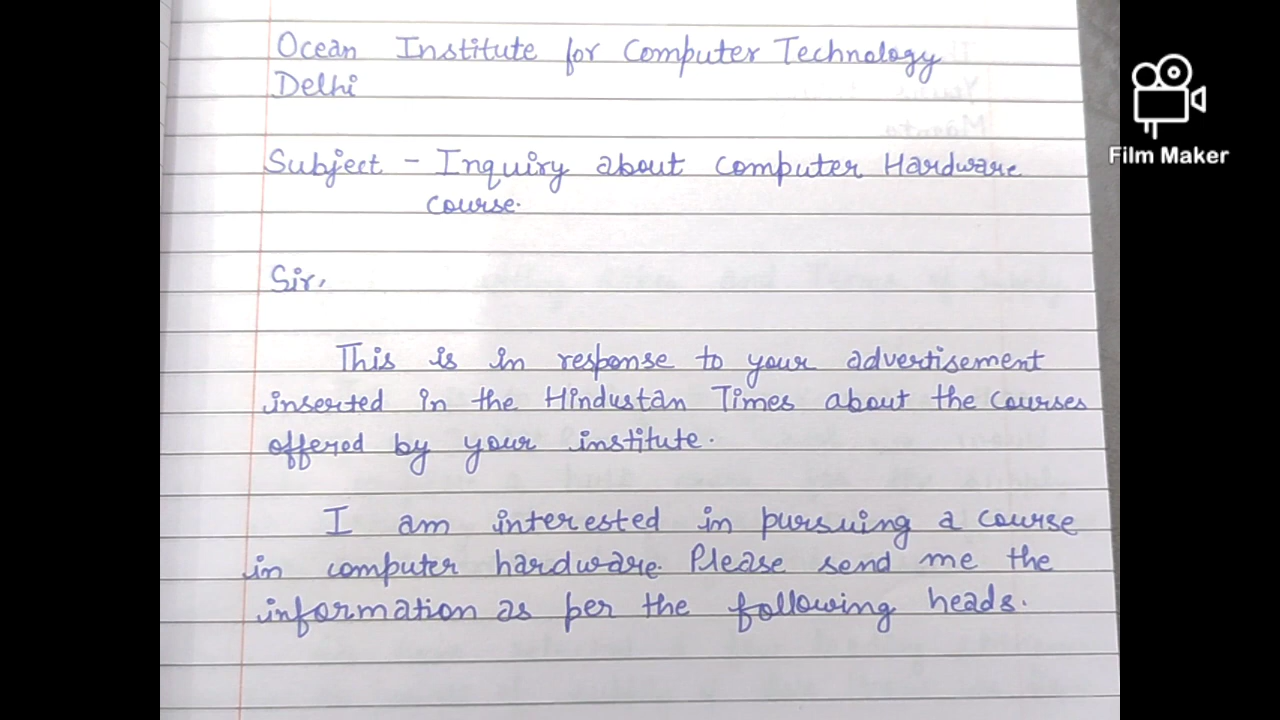 Ocean Institute for Computer Technology
Delhi
Subject - Inquiry about computer Hardware
course.
Sir,
This is in response to your advertisement
inserted in the Hindustan Times about the courses
offered by your institute.
I am interested in pursuing a course
in computer hardware. Please send me the
information as per the following heads.
Film Maker